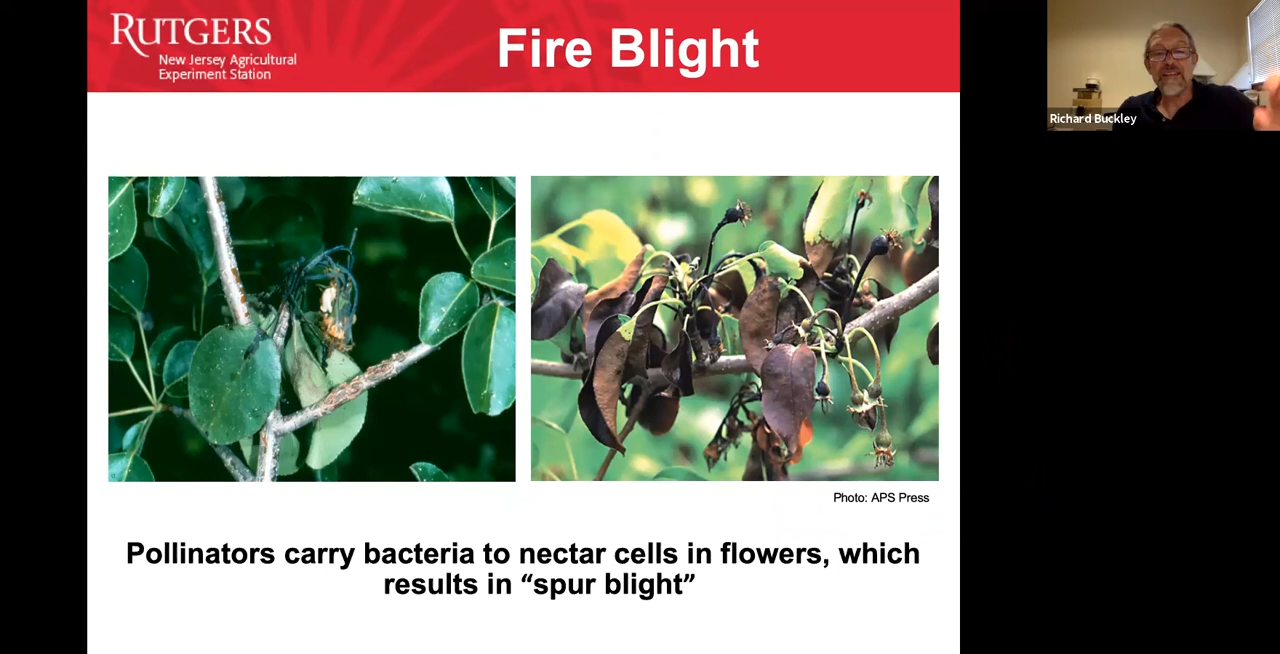 RUTGERS
New Jersey Agricultural
Experiment Station
Fire Blight
Richard Buckley
Photo: APS Press
Pollinators carry bacteria to nectar cells in flowers, which
results in “spur blight”